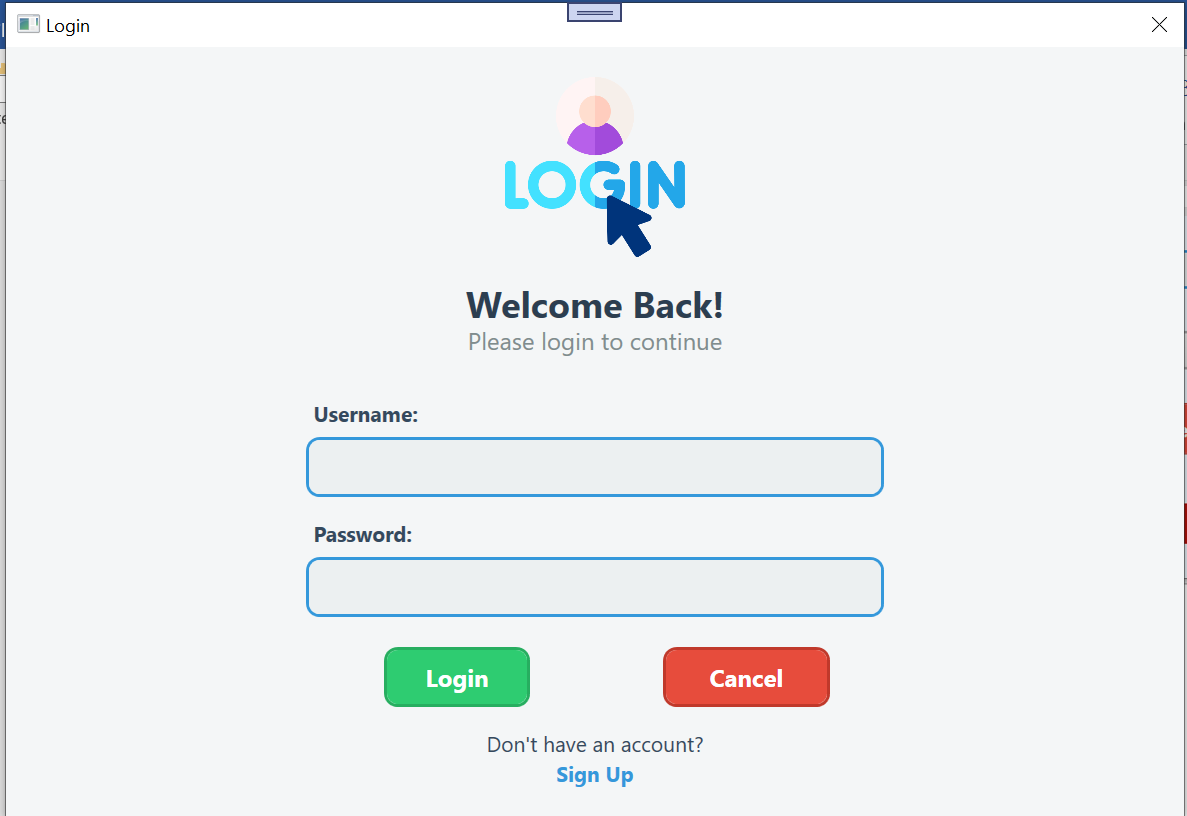 Login
LOGIN
Welcome Back!
Please login to continue
Username:
Password:
Login
Cancel
Don't have an account?
Sign Up